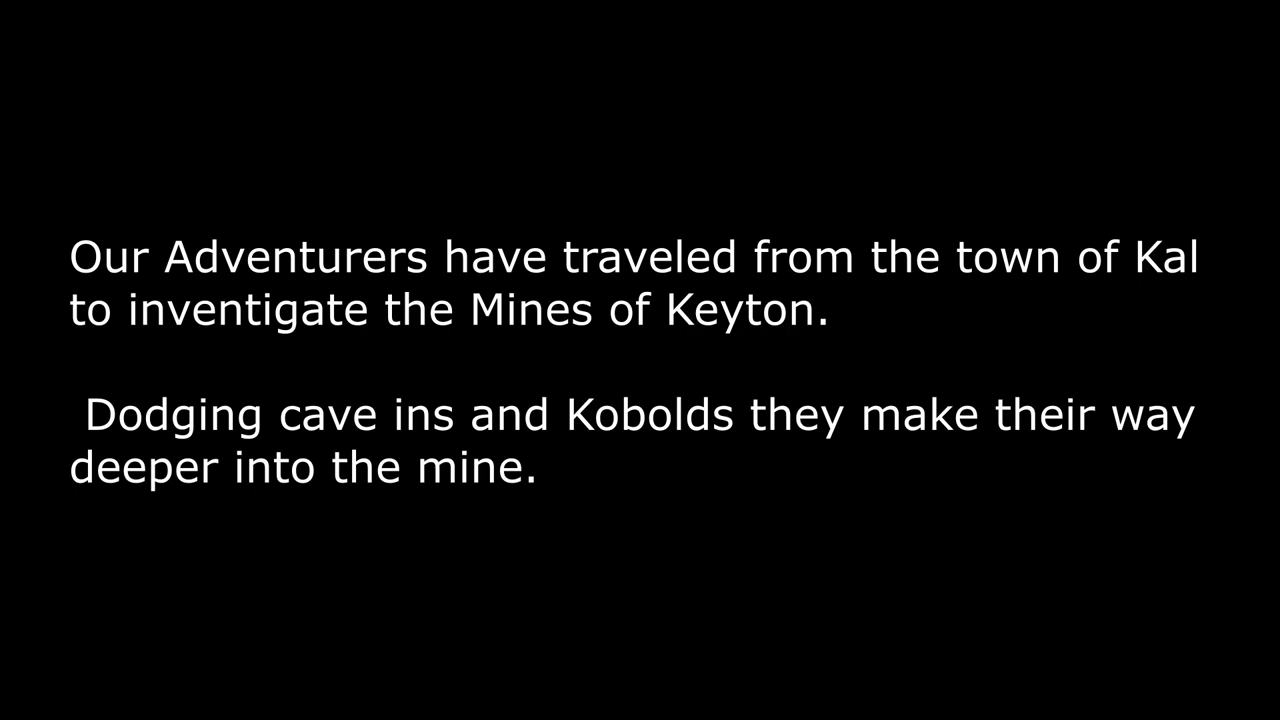 Our Adventurers have traveled from the town of Kal
to inventigate the Mines of Keyton.
Dodging cave ins and Kobolds they make their way
deeper into the mine.